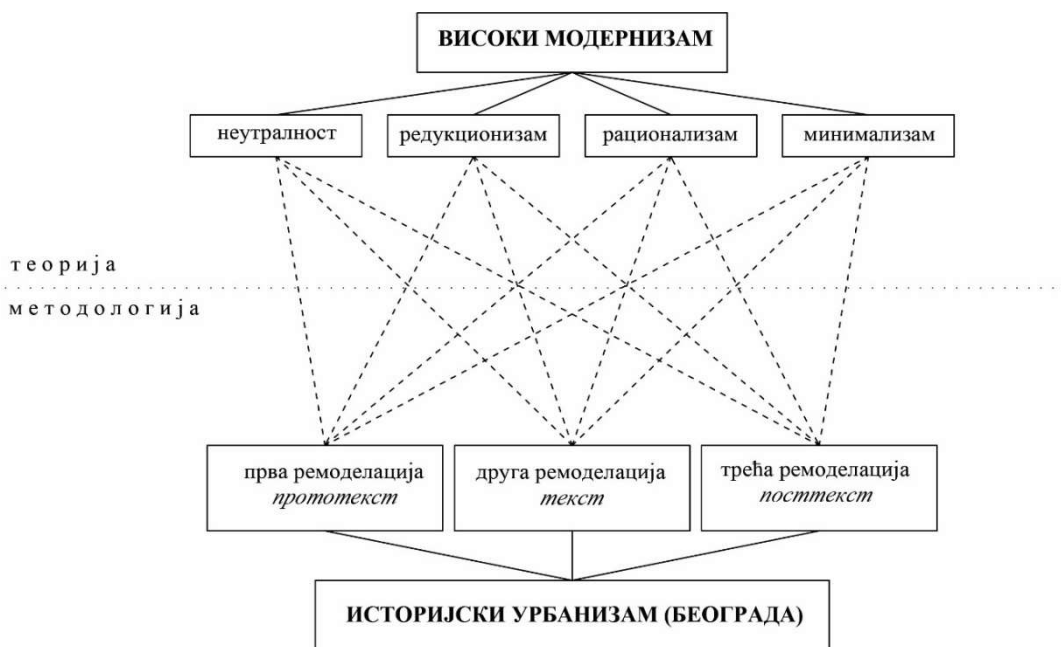 ВИСОКИ МОДЕРНИЗАМ
неутралност
редукционизам
рационализам
минимализам
теорија
методологија
прва ремоделација
прототекст
друга ремоделација
текст
трећа ремоделација
посттекст
ИСТОРИЈСКИ УРБАНИЗАМ (БЕОГРАДА)